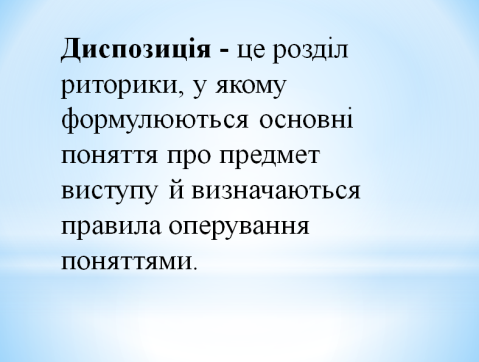 Диспозиція - це розділ
риторики, у якому
формулюються основні
поняття про предмет
виступу й визначаються
правила оперування
поняттями.